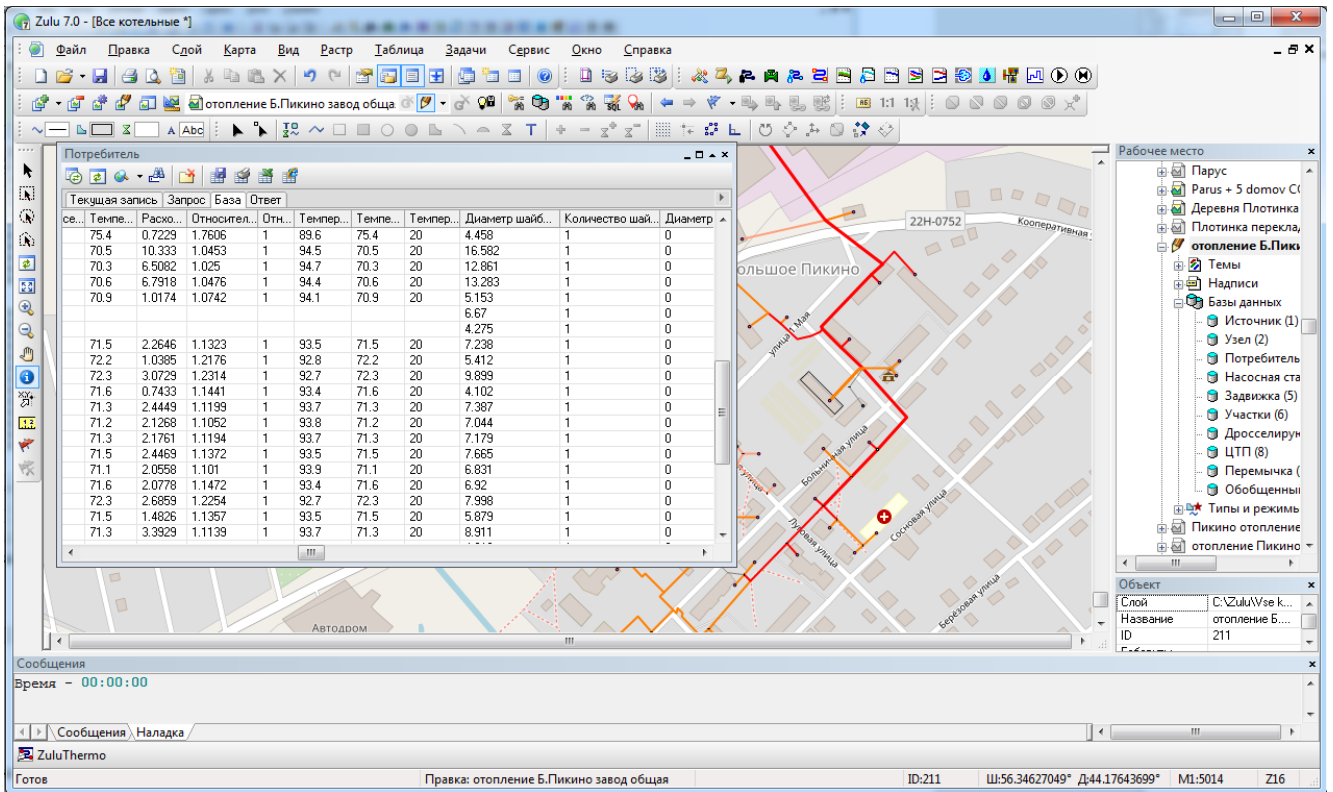 Zulu 7.0 - [Все котельные *]
Файл Правка Слой Карта Вид Растр Таблица Задачи Сервис Окно Справка
отопление Б.Пикино завод обща
1:1
Abc
Потребитель
Текущая запись Запрос База Ответ
се... Темпе... Расхо... Относител... Отн... Темпер... Темпе... Темпер... Диаметр шайб... Количество шай... Диаметр
75.4 0.7229 1.7606 1 89.6 75.4 20 4.458 1 0
70.5 10.333 1.0453 1 94.5 70.5 20 16.582 1 0
70.3 6.5082 1.025 1 94.7 70.3 20 12.861 1 0
70.6 6.7918 1.0476 1 94.4 70.6 20 13.283 1 0
70.9 1.0174 1.0742 1 94.1 70.9 20 5.153 1 0
6.67 1 0
4.275 1 0
71.5 2.2646 1.1323 1 93.5 71.5 20 7.238 1 0
72.2 1.0385 1.2176 1 92.8 72.2 20 5.412 1 0
72.3 3.0729 1.2314 1 92.7 72.3 20 9.899 1 0
71.6 0.7433 1.1441 1 93.4 71.6 20 4.102 1 0
71.3 2.4449 1.1199 1 93.7 71.3 20 7.387 1 0
71.2 2.1268 1.1052 1 93.8 71.2 20 7.044 1 0
71.3 2.1761 1.1194 1 93.7 71.3 20 7.179 1 0
71.5 2.4469 1.1372 1 93.5 71.5 20 7.665 1 0
71.1 2.0558 1.101 1 93.9 71.1 20 6.831 1 0
71.6 2.0778 1.1472 1 93.4 71.6 20 6.92 1 0
72.3 2.6859 1.2254 1 92.7 72.3 20 7.998 1 0
71.5 1.4826 1.1357 1 93.5 71.5 20 5.879 1 0
71.3 3.3929 1.1139 1 93.7 71.3 20 8.911 1 0
22Н-0752
Кооперативная
ольшое Пикино
улица 1 Мая
Больничная улица
Луговая улица
Сосновая улица
Березовая улица
Автодром
Рабочее место
Парус
Parus + 5 domov C
Деревня Плотинка
Плотинка перекла
отопление Б.Пики
Темы
Надписи
Базы данных
Источник (1)
Узел (2)
Потребитель
Насосная ста
Задвижка (5)
Участки (6)
Дросселирун
ЦТП (8)
Перемычка (
Обобщенны
Типы и режимы
Пикино отопление
отопление Пикино
Объект
Слой C:\Zulu\Vse k...
Название отопление Б....
ID 211
Сообщения
Время - 00:00:00
Сообщения Наладка
ZuluThermo
Готов Правка: отопление Б.Пикино завод общая ID:211 Ш:56.34627049° Д:44.17643699° М1:5014 Z16